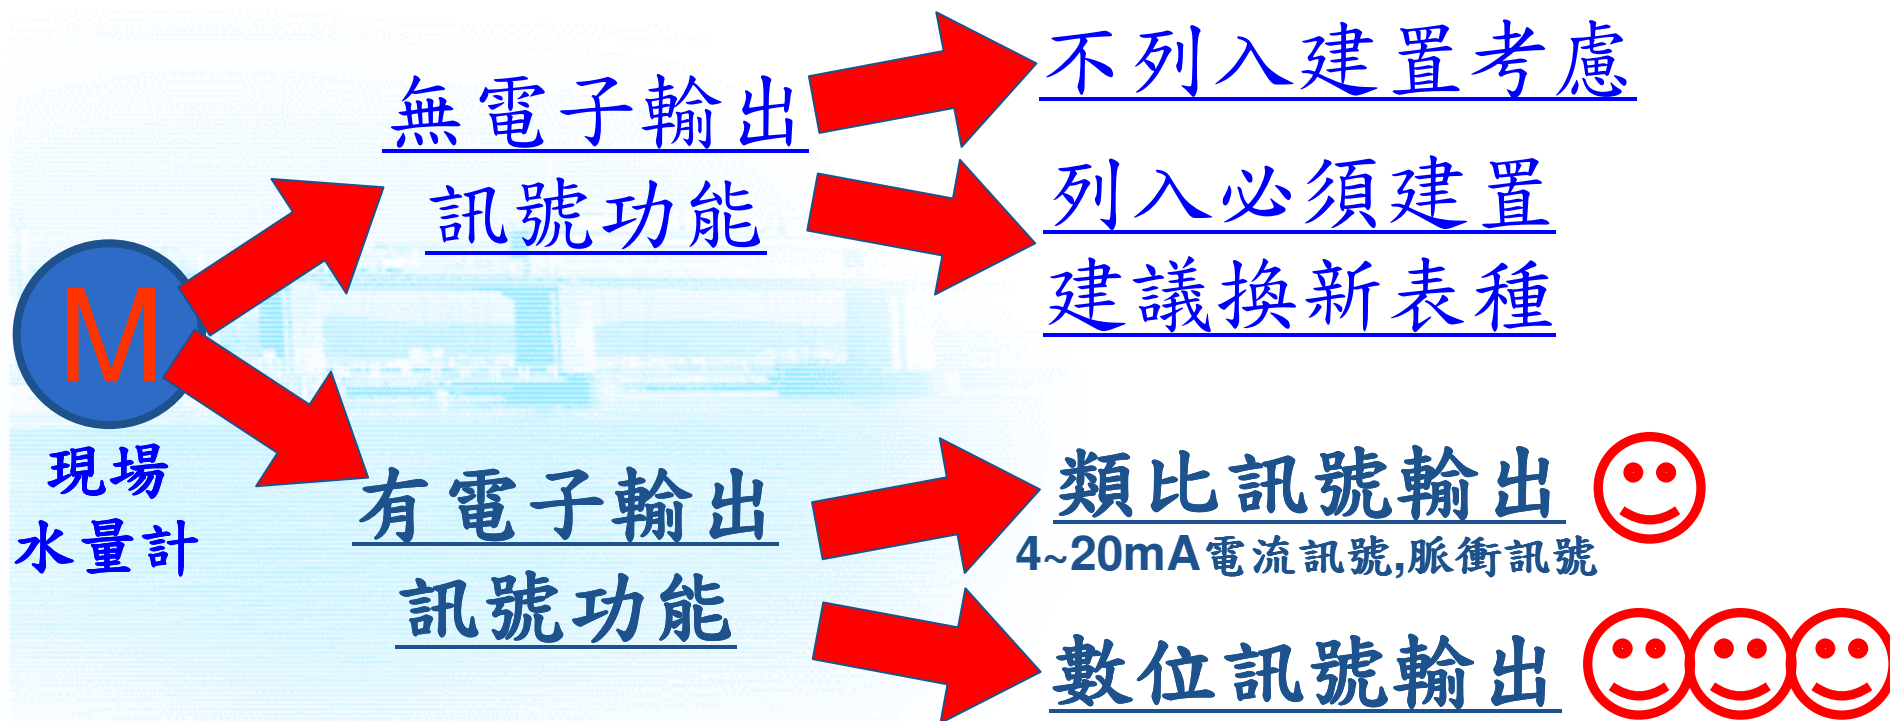 M
現場
水量計
無電子輸出
訊號功能
不列入建置考慮
列入必須建置
建議換新表種
有電子輸出
訊號功能
類比訊號輸出
4~20mA電流訊號,脈衝訊號
數位訊號輸出